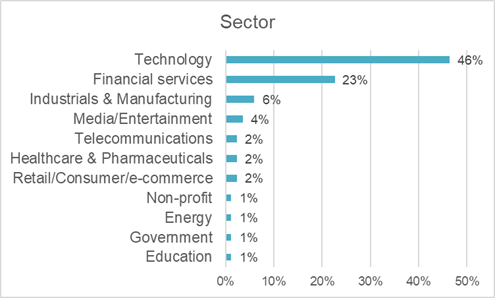 Sector
Technology 46%
Financial services 23%
Industrials & Manufacturing 6%
Media/Entertainment 4%
Telecommunications 2%
Healthcare & Pharmaceuticals 2%
Retail/Consumer/e-commerce 2%
Non-profit 1%
Energy 1%
Government 1%
Education 1%
0% 10% 20% 30% 40% 50%